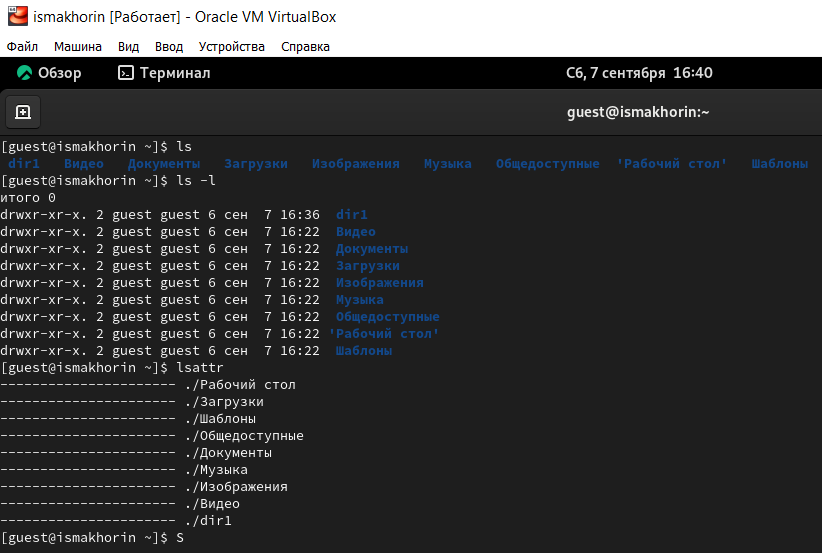 ismakhorin [Работает] - Oracle VM VirtualBox
Файл Машина Вид Ввод Устройства Справка
Обзор Терминал Сб, 7 сентября 16:40
guest@ismakhorin:~
[guest@ismakhorin ~]$ ls
dir1 Видео Документы Загрузки Изображения Музыка Общедоступные 'Рабочий стол' Шаблоны
[guest@ismakhorin ~]$ ls -l
итого 0
drwxr-xr-x. 2 guest guest 6 сен  7 16:36  dir1
drwxr-xr-x. 2 guest guest 6 сен  7 16:22  Видео
drwxr-xr-x. 2 guest guest 6 сен  7 16:22  Документы
drwxr-xr-x. 2 guest guest 6 сен  7 16:22  Загрузки
drwxr-xr-x. 2 guest guest 6 сен  7 16:22  Изображения
drwxr-xr-x. 2 guest guest 6 сен  7 16:22  Музыка
drwxr-xr-x. 2 guest guest 6 сен  7 16:22  Общедоступные
drwxr-xr-x. 2 guest guest 6 сен  7 16:22 'Рабочий стол'
drwxr-xr-x. 2 guest guest 6 сен  7 16:22  Шаблоны
[guest@ismakhorin ~]$ lsattr
---------------------- ./Рабочий стол
---------------------- ./Загрузки
---------------------- ./Шаблоны
---------------------- ./Общедоступные
---------------------- ./Документы
---------------------- ./Музыка
---------------------- ./Изображения
---------------------- ./Видео
---------------------- ./dir1
[guest@ismakhorin ~]$ S